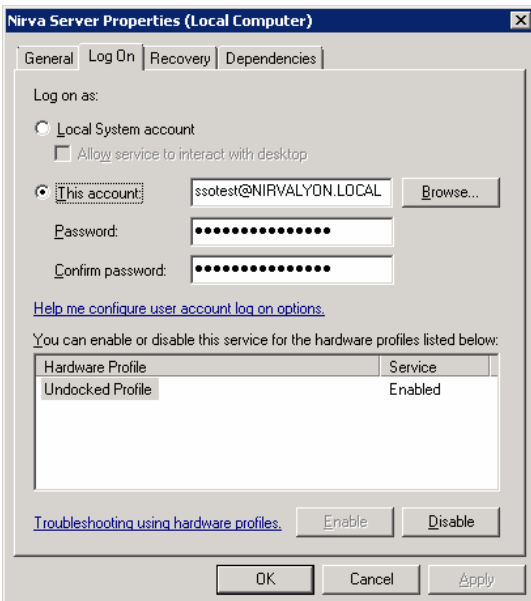 Nirva Server Properties (Local Computer)
General Log On Recovery Dependencies
Log on as:
Local System account
Allow service to interact with desktop
This account: ssotest@NIRVALYON.LOCAL Browse...
Password: ●●●●●●●●●●●●●●●
Confirm password: ●●●●●●●●●●●●●●●
Help me configure user account log on options.
You can enable or disable this service for the hardware profiles listed below:
Hardware Profile Service
Undocked Profile Enabled
Troubleshooting using hardware profiles. Enable Disable
OK Cancel Apply